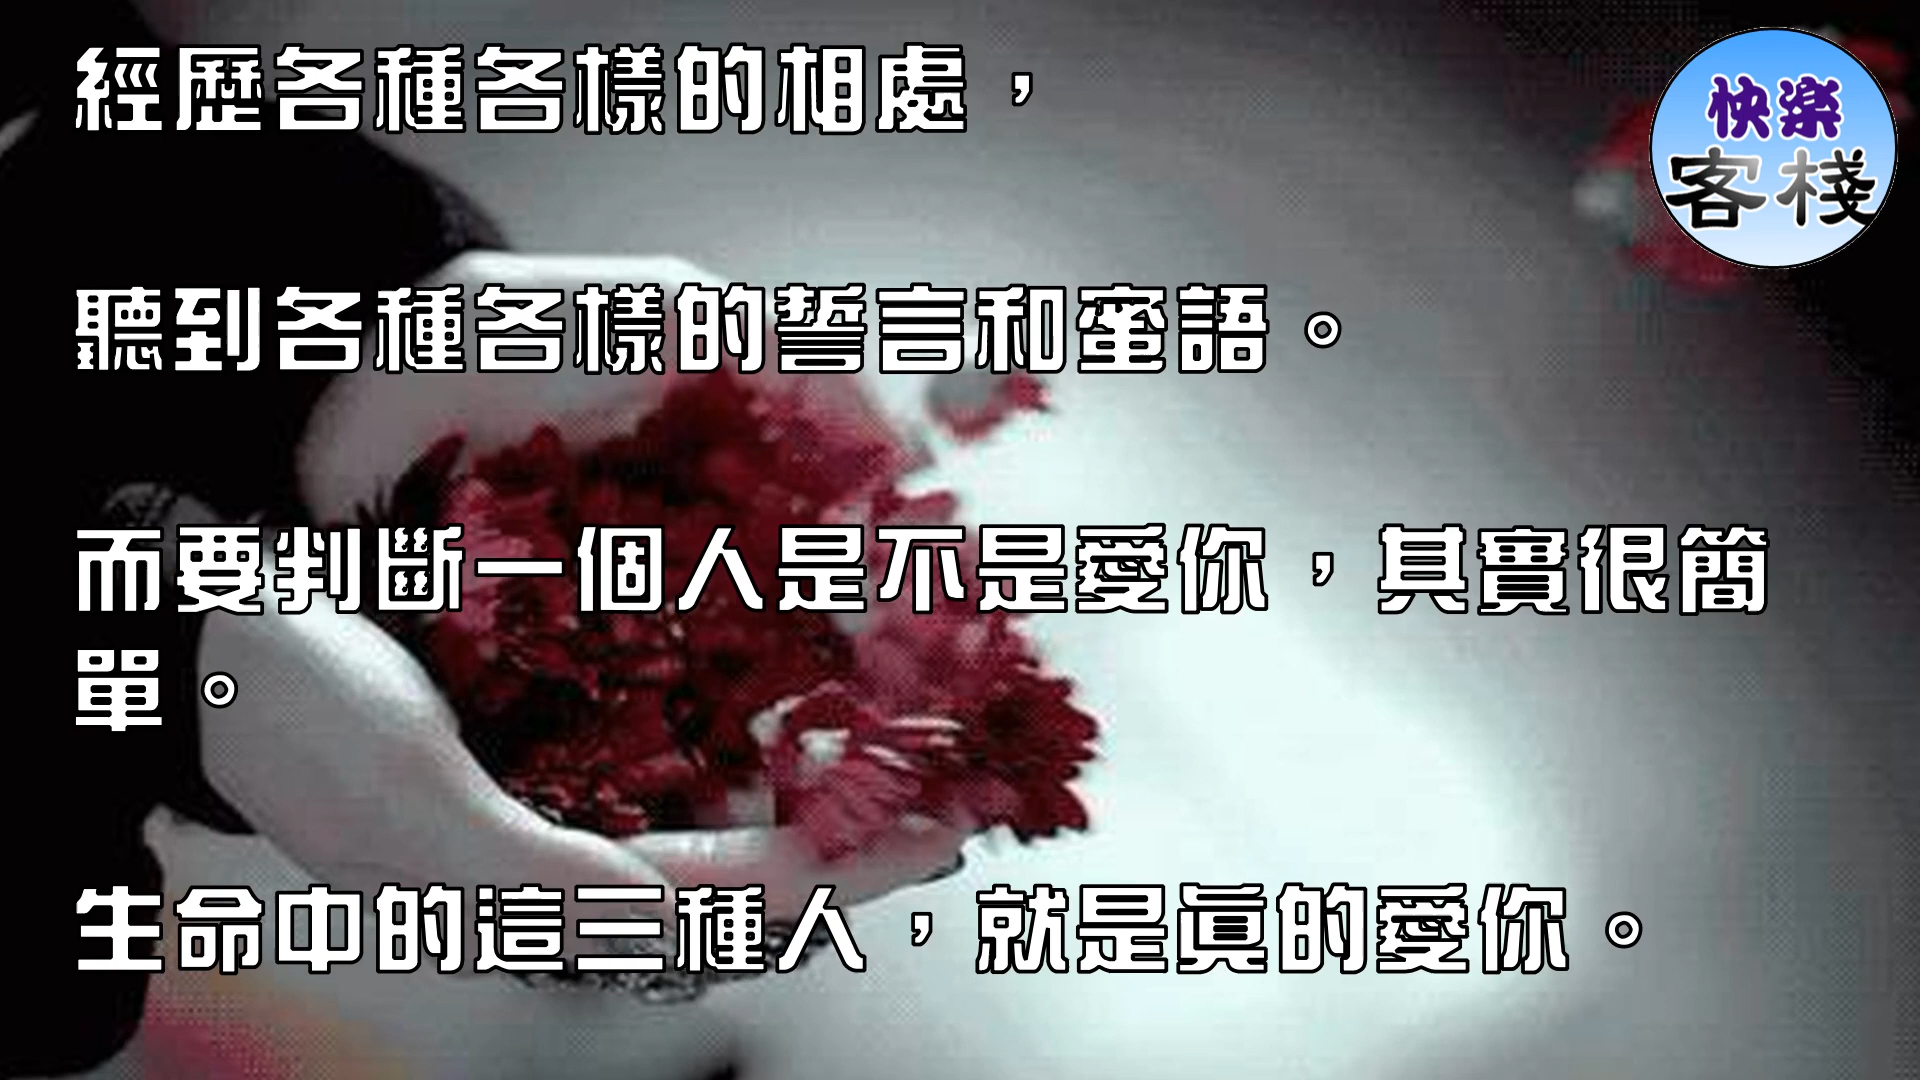 經歷各種各樣的相處，
聽到各種各樣的誓言和蜜語。
而要判斷一個人是不是愛你，其實很簡
單。
生命中的這三種人，就是真的愛你。
快楽
客棧